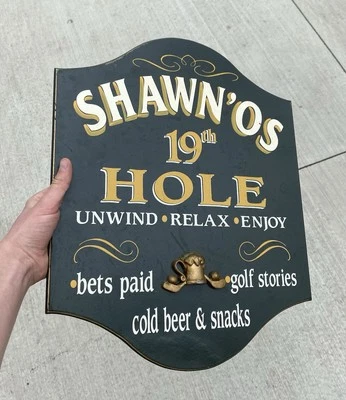 SHAWN'OS
19th
HOLE
UNWIND • RELAX • ENJOY
•bets paid •golf stories
cold beer & snacks